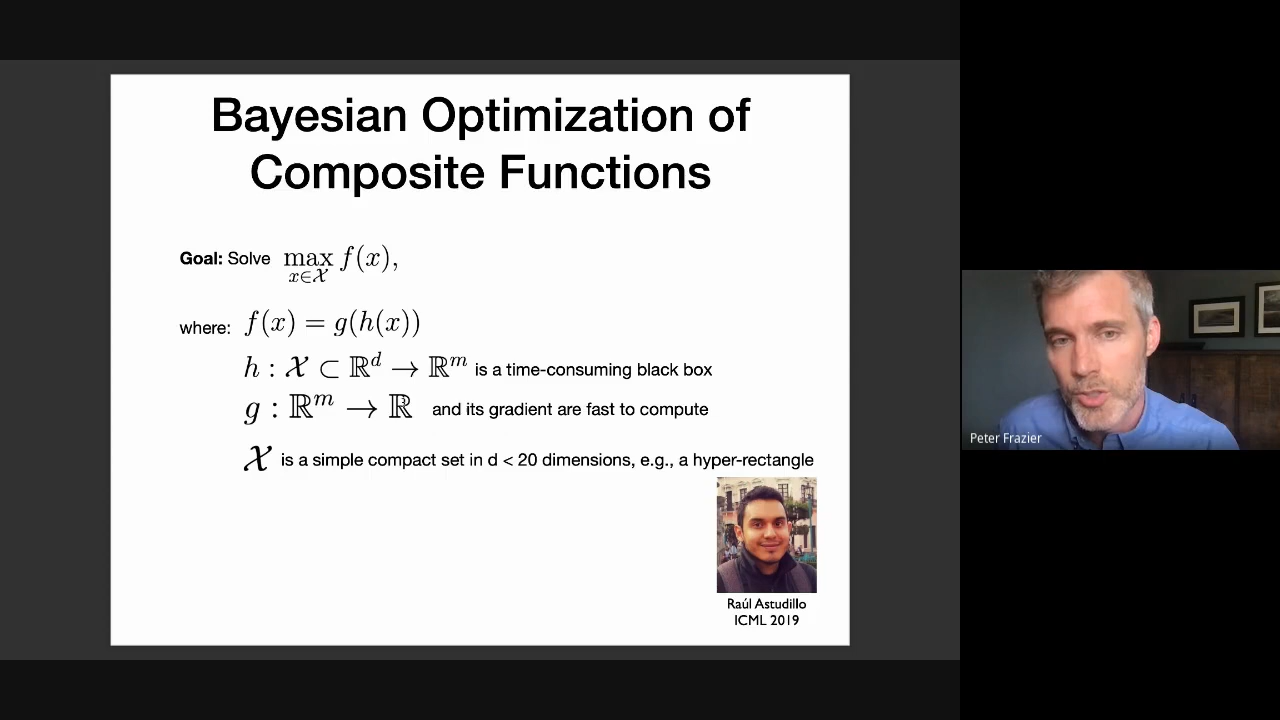 Bayesian Optimization of
Composite Functions
Goal: Solve max f(x),
x∈𝒳
where: f(x) = g(h(x))
h : 𝒳 ⊂ ℝ^d → ℝ^m is a time-consuming black box
g : ℝ^m → ℝ and its gradient are fast to compute
𝒳 is a simple compact set in d < 20 dimensions, e.g., a hyper-rectangle
Raúl Astudillo
ICML 2019
Peter Frazier